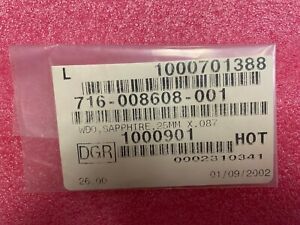 L 1000701388
716-008608-001
WDO,SAPPHIRE,25MM X.087
1000901 HOT
DGR
0002310341
26.00 01/09/2002